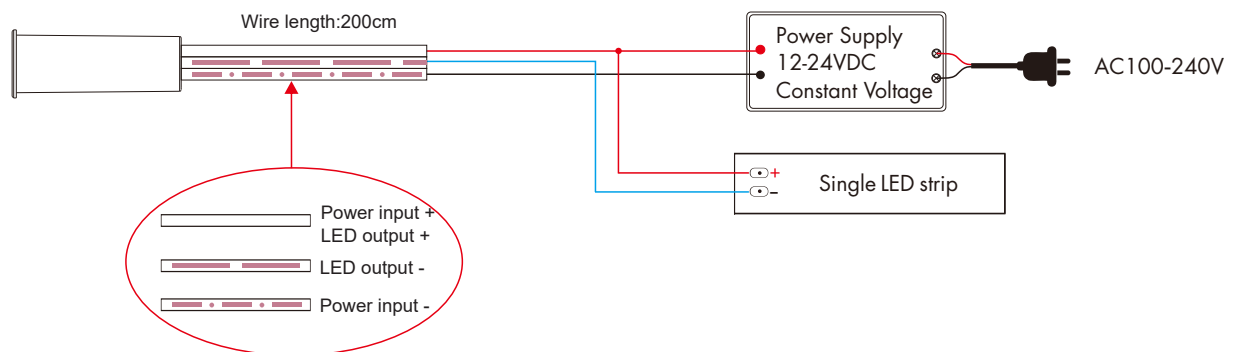 Wire length:200cm
Power Supply
12-24VDC
Constant Voltage
AC100-240V
+
-
Single LED strip
Power input +
LED output +
LED output -
Power input -